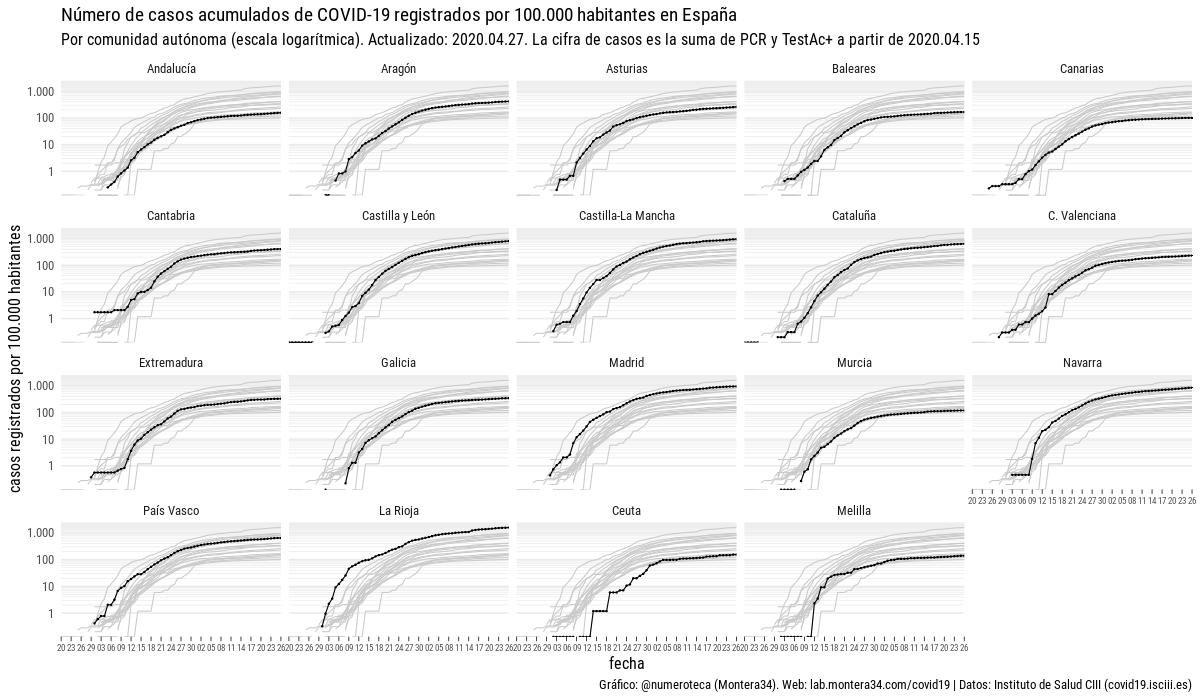 Número de casos acumulados de COVID-19 registrados por 100.000 habitantes en España
Por comunidad autónoma (escala logarítmica). Actualizado: 2020.04.27. La cifra de casos es la suma de PCR y TestAc+ a partir de 2020.04.15
casos registrados por 100.000 habitantes
Andalucía Aragón Asturias Baleares Canarias
1.000
100
10
1
Cantabria Castilla y León Castilla-La Mancha Cataluña C. Valenciana
1.000
100
10
1
Extremadura Galicia Madrid Murcia Navarra
1.000
100
10
1
20 23 26 29 03 06 09 12 15 18 21 24 27 30 02 05 08 11 14 17 20 23 26
País Vasco La Rioja Ceuta Melilla
1.000
100
10
1
20 23 26 29 03 06 09 12 15 18 21 24 27 30 02 05 08 11 14 17 20 23 26 20 23 26 29 03 06 09 12 15 18 21 24 27 30 02 05 08 11 14 17 20 23 26 20 23 26 29 03 06 09 12 15 18 21 24 27 30 02 05 08 11 14 17 20 23 26 20 23 26 29 03 06 09 12 15 18 21 24 27 30 02 05 08 11 14 17 20 23 26
fecha
Gráfico: @numeroteca (Montera34). Web: lab.montera34.com/covid19 | Datos: Instituto de Salud CIII (covid19.isciii.es)